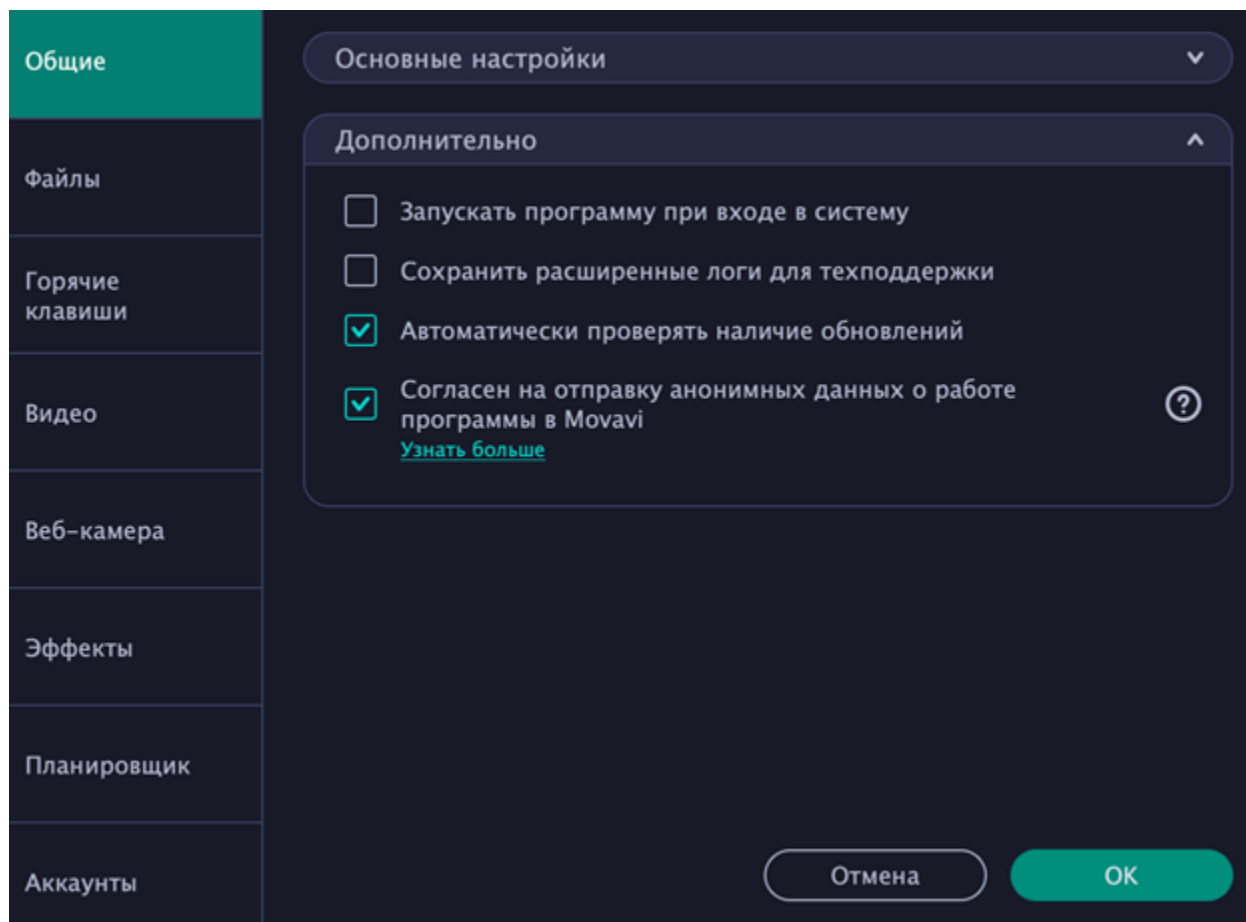 Общие
Файлы
Горячие
клавиши
Видео
Веб-камера
Эффекты
Планировщик
Аккаунты
Основные настройки
Дополнительно
Запускать программу при входе в систему
Сохранить расширенные логи для техподдержки
Автоматически проверять наличие обновлений
Согласен на отправку анонимных данных о работе
программы в Movavi
Узнать больше
?
Отмена
OK